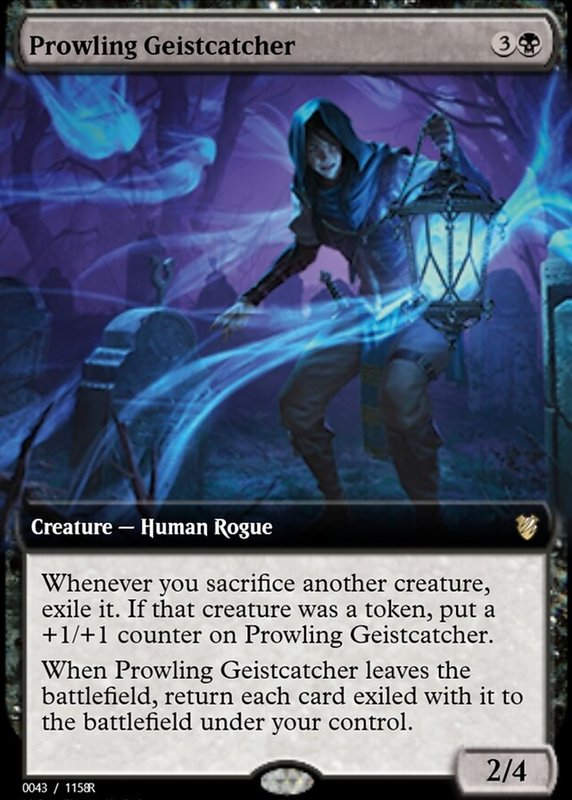 Prowling Geistcatcher 3
Creature — Human Rogue
Whenever you sacrifice another creature,
exile it. If that creature was a token, put a
+1/+1 counter on Prowling Geistcatcher.
When Prowling Geistcatcher leaves the
battlefield, return each card exiled with it to
the battlefield under your control.
2/4
0043 / 1158R